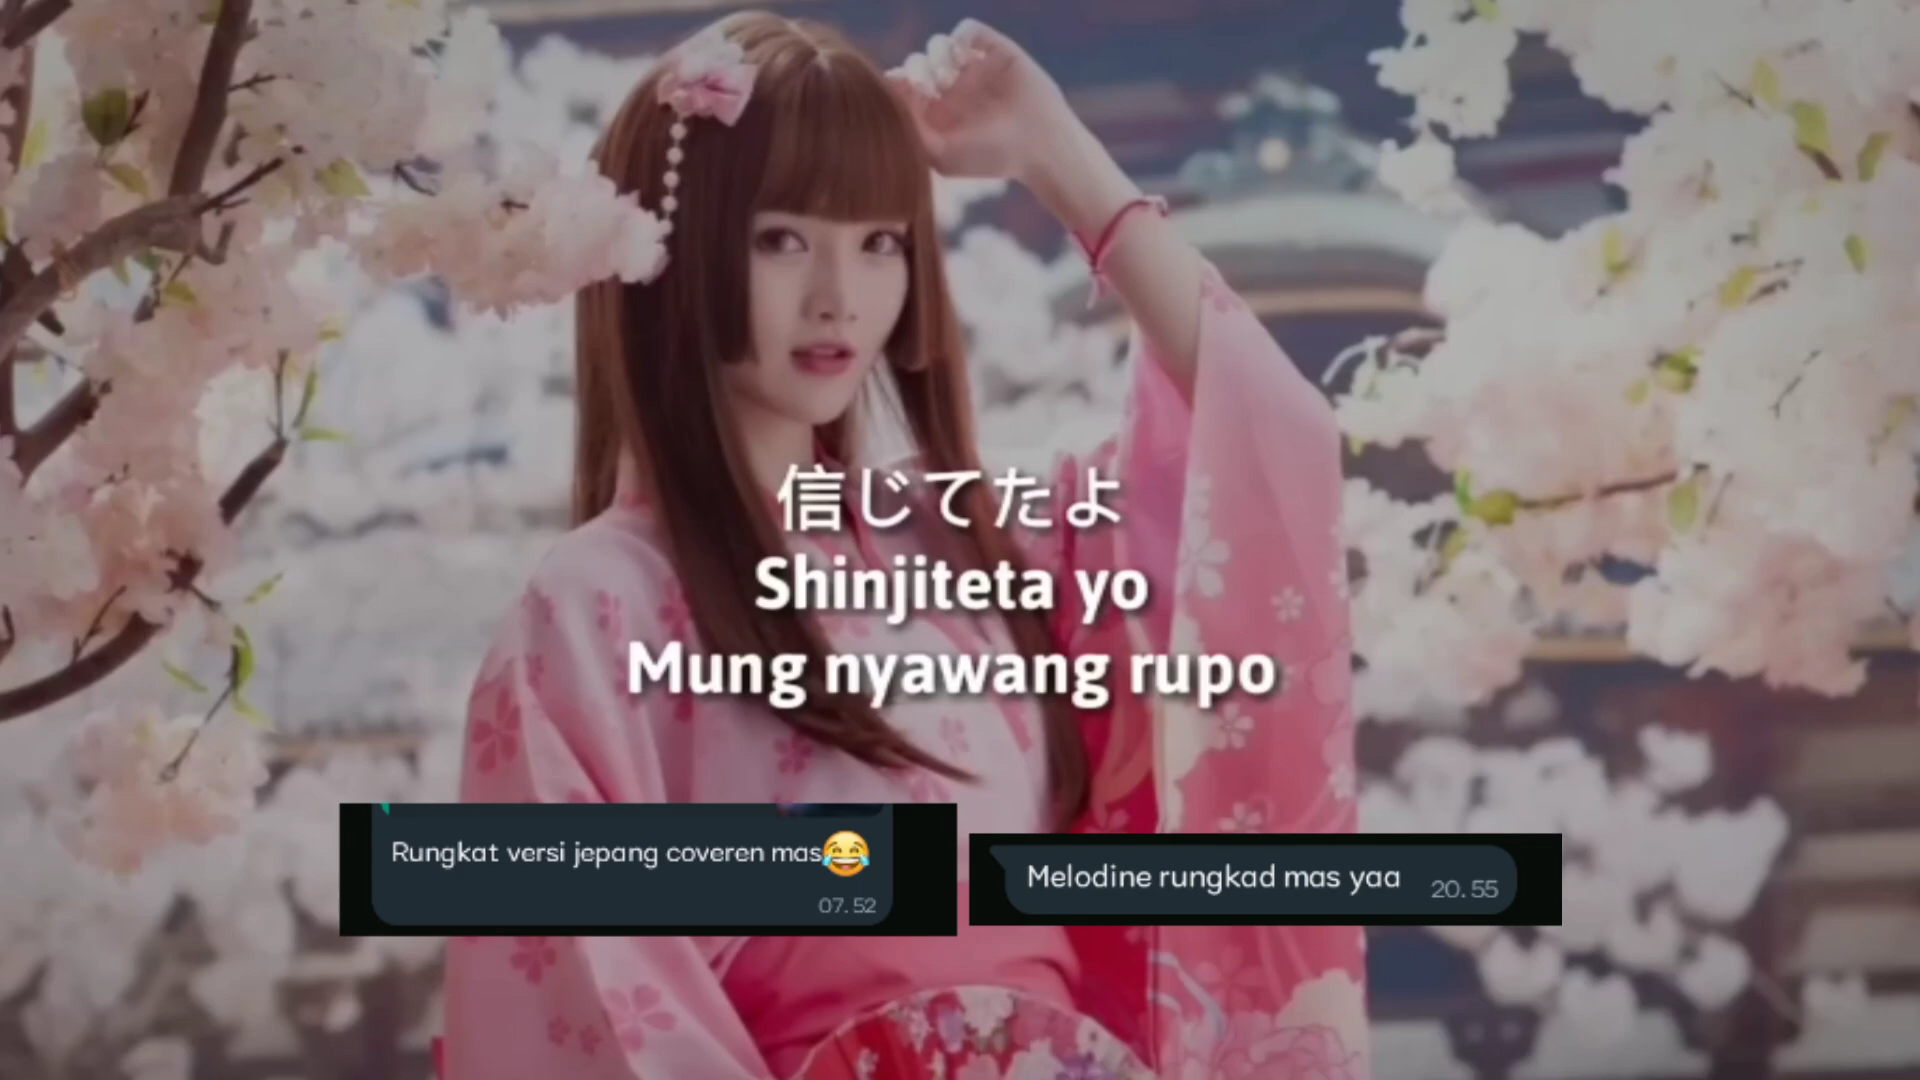 信じてたよ
Shinjiteta yo
Mung nyawang rupo
Rungkat versi jepang coveren mas😂
07.52
Melodine rungkad mas yaa
20.55